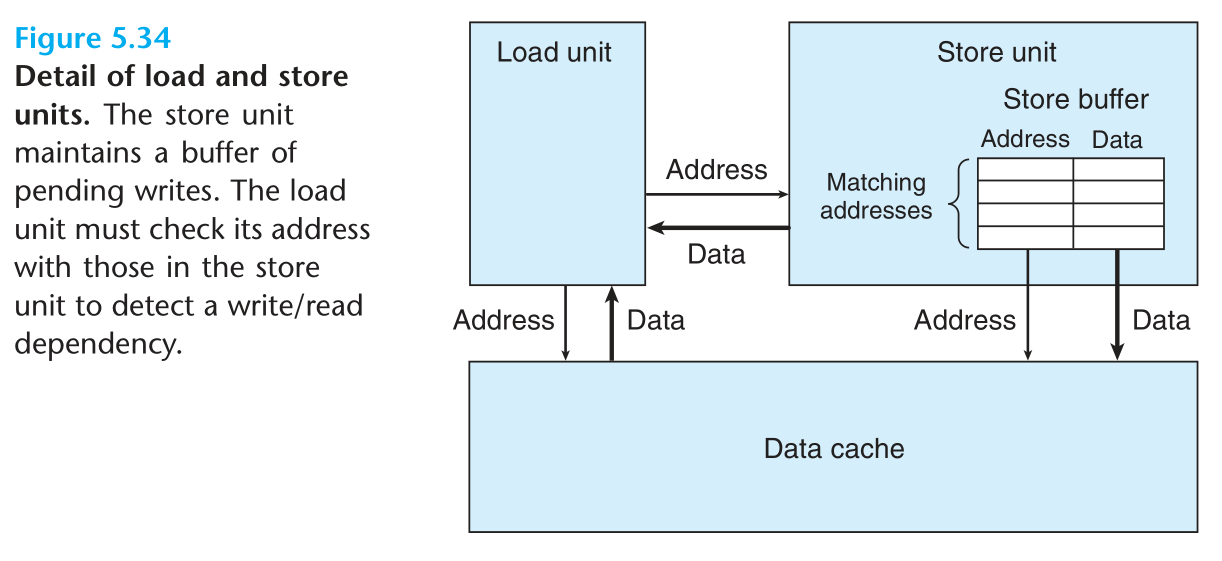 Figure 5.34
Detail of load and store
units. The store unit
maintains a buffer of
pending writes. The load
unit must check its address
with those in the store
unit to detect a write/read
dependency.
Load unit
Store unit
Store buffer
Address Data
Matching
addresses
Address
Data
Address
Data
Address
Data
Data cache